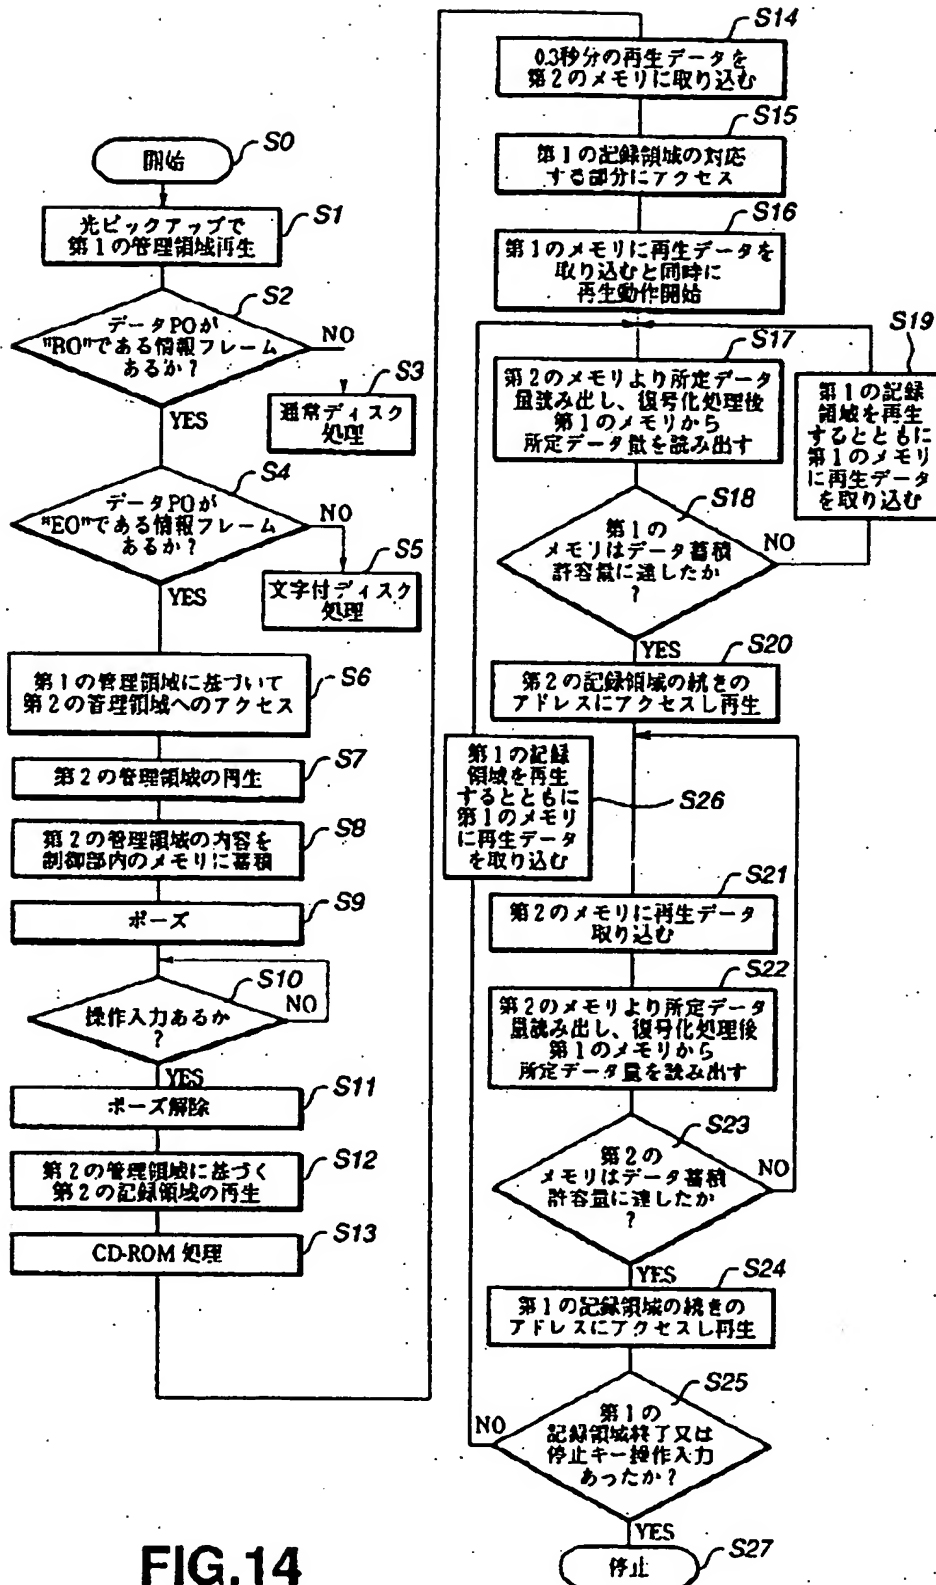 開始
S0
光ピックアップで
第1の管理領域再生
S1
データPOが
"RO"である情報フレーム
あるか?
S2
NO
YES
通常ディスク
処理
S3
データPOが
"EO"である情報フレーム
あるか?
S4
NO
YES
文字付ディスク
処理
S5
第1の管理領域に基づいて
第2の管理領域へのアクセス
S6
第2の管理領域の再生
S7
第2の管理領域の内容を
制御部内のメモリに蓄積
S8
ポーズ
S9
操作入力あるか
?
S10
NO
YES
ポーズ解除
S11
第2の管理領域に基づく
第2の記録領域の再生
S12
CD-ROM 処理
S13
0.3秒分の再生データを
第2のメモリに取り込む
S14
第1の記録領域の対応
する部分にアクセス
S15
第1のメモリに再生データを
取り込むと同時に
再生動作開始
S16
第2のメモリより所定データ
量読み出し、復号化処理後
第1のメモリから
所定データ量を読み出す
S17
第1の
メモリはデータ蓄積
許容量に達したか
?
S18
NO
YES
第1の記録
領域を再生
するとともに
第1のメモリ
に再生データ
を取り込む
S19
第2の記録領域の続きの
アドレスにアクセスし再生
S20
第2のメモリに再生データ
取り込む
S21
第2のメモリより所定データ
量読み出し、復号化処理後
第1のメモリから
所定データ量を読み出す
S22
第2の
メモリはデータ蓄積
許容量に達したか
?
S23
NO
YES
第1の記録領域の続きの
アドレスにアクセスし再生
S24
第1の
記録領域終了又は
停止キー操作入力
あったか?
S25
NO
YES
第1の記録
領域を再生
するとともに
第1のメモリ
に再生データ
を取り込む
S26
停止
S27
FIG.14